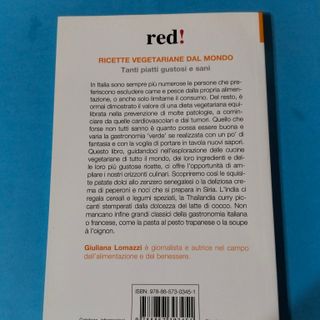 red!
RICETTE VEGETARIANE DAL MONDO
Tanti piatti gustosi e sani
In Italia sono sempre più numerose le persone che pre-
feriscono escludere carne e pesce dalla propria alimen-
tazione, o anche solo limitarne il consumo. Del resto, è
ormai dimostrato il valore di una dieta vegetariana equi-
librata nella prevenzione di molte patologie, a comin-
ciare da quelle cardiovascolari e dai tumori. Quello che
forse non tutti sanno è quanto possa essere buona e
varia la gastronomia 'verde' se realizzata con un po' di
fantasia e con la voglia di portare in tavola nuovi sapori.
Questo libro, guidandoci nell'esplorazione delle cucine
vegetariane di tutto il mondo, dei loro ingredienti e del-
le loro più gustose ricette, ci offre l'opportunità di am-
pliare i nostri orizzonti culinari. Scopriremo così le squisi-
te patate dolci allo zenzero senegalesi o la deliziosa crema
di peperoni e noci che si prepara in Siria. L'India ci
regala cereali e legumi speziati, la Thailandia curry pic-
canti stemperati dalla dolcezza del latte di cocco. Non
mancano infine grandi classici della gastronomia italiana
o francese, come la pasta al pesto trapanese o la soupe
à l'oignon.
Giuliana Lomazzi è giornalista e autrice nel campo
dell'alimentazione e del benessere.
ISBN: 978-88-573-0345-1